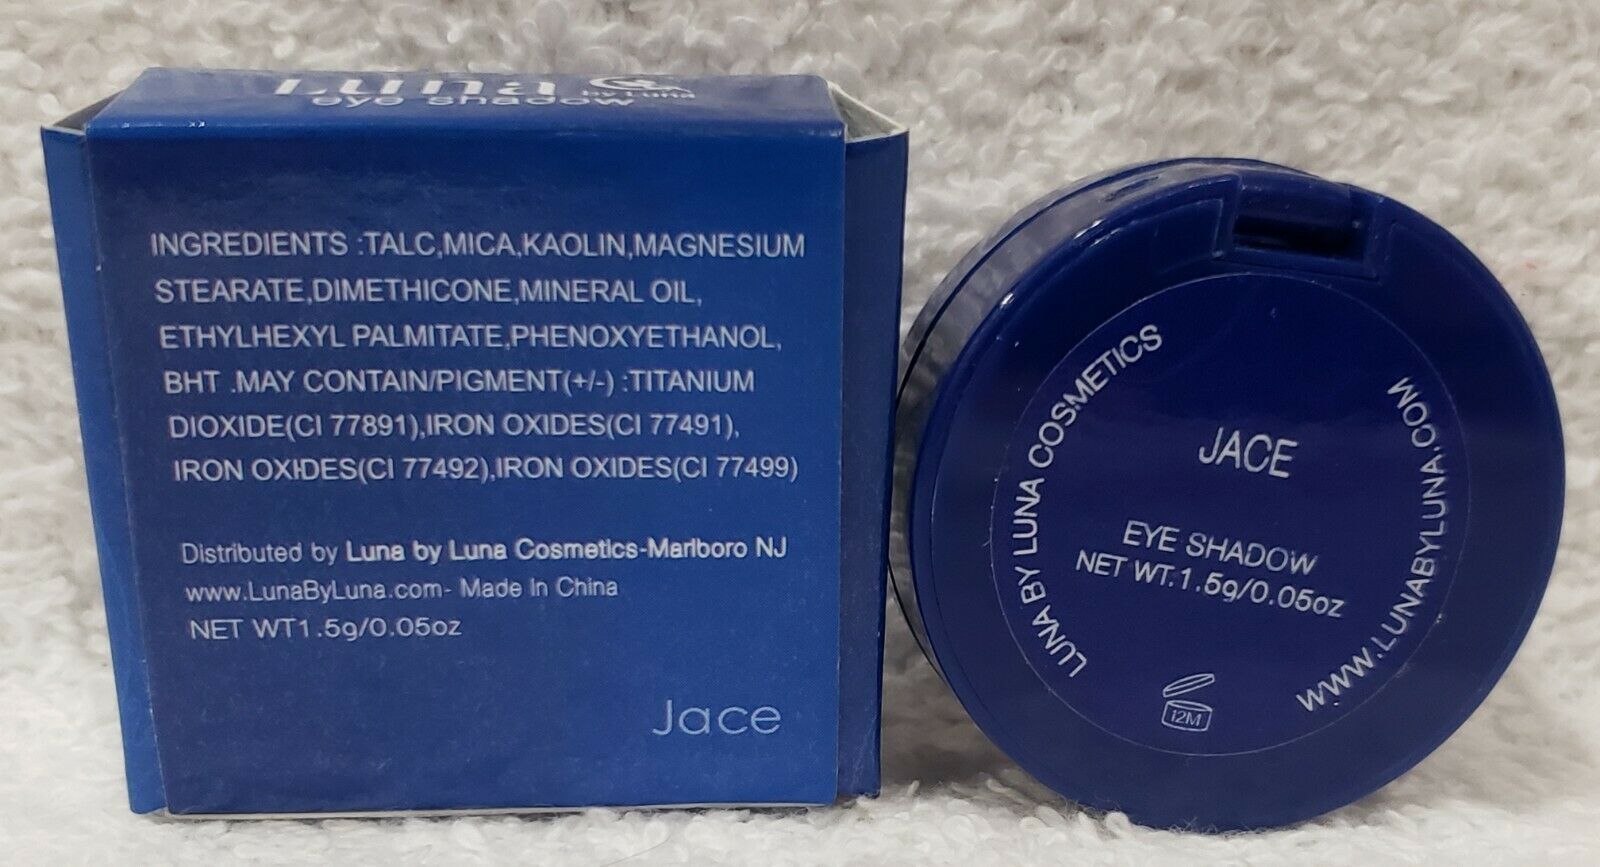 Luna
by Luna
eye shadow
INGREDIENTS :TALC,MICA,KAOLIN,MAGNESIUM
STEARATE,DIMETHICONE,MINERAL OIL,
ETHYLHEXYL PALMITATE,PHENOXYETHANOL,
BHT .MAY CONTAIN/PIGMENT(+/-) :TITANIUM
DIOXIDE(CI 77891),IRON OXIDES(CI 77491),
IRON OXIDES(CI 77492),IRON OXIDES(CI 77499)
Distributed by Luna by Luna Cosmetics-Marlboro NJ
www.LunaByLuna.com- Made In China
NET WT1.5g/0.05oz
Jace
LUNA BY LUNA COSMETICS
JACE
EYE SHADOW
NET WT.1.5g/0.05oz
WWW.LUNABYLUNA.COM
12M